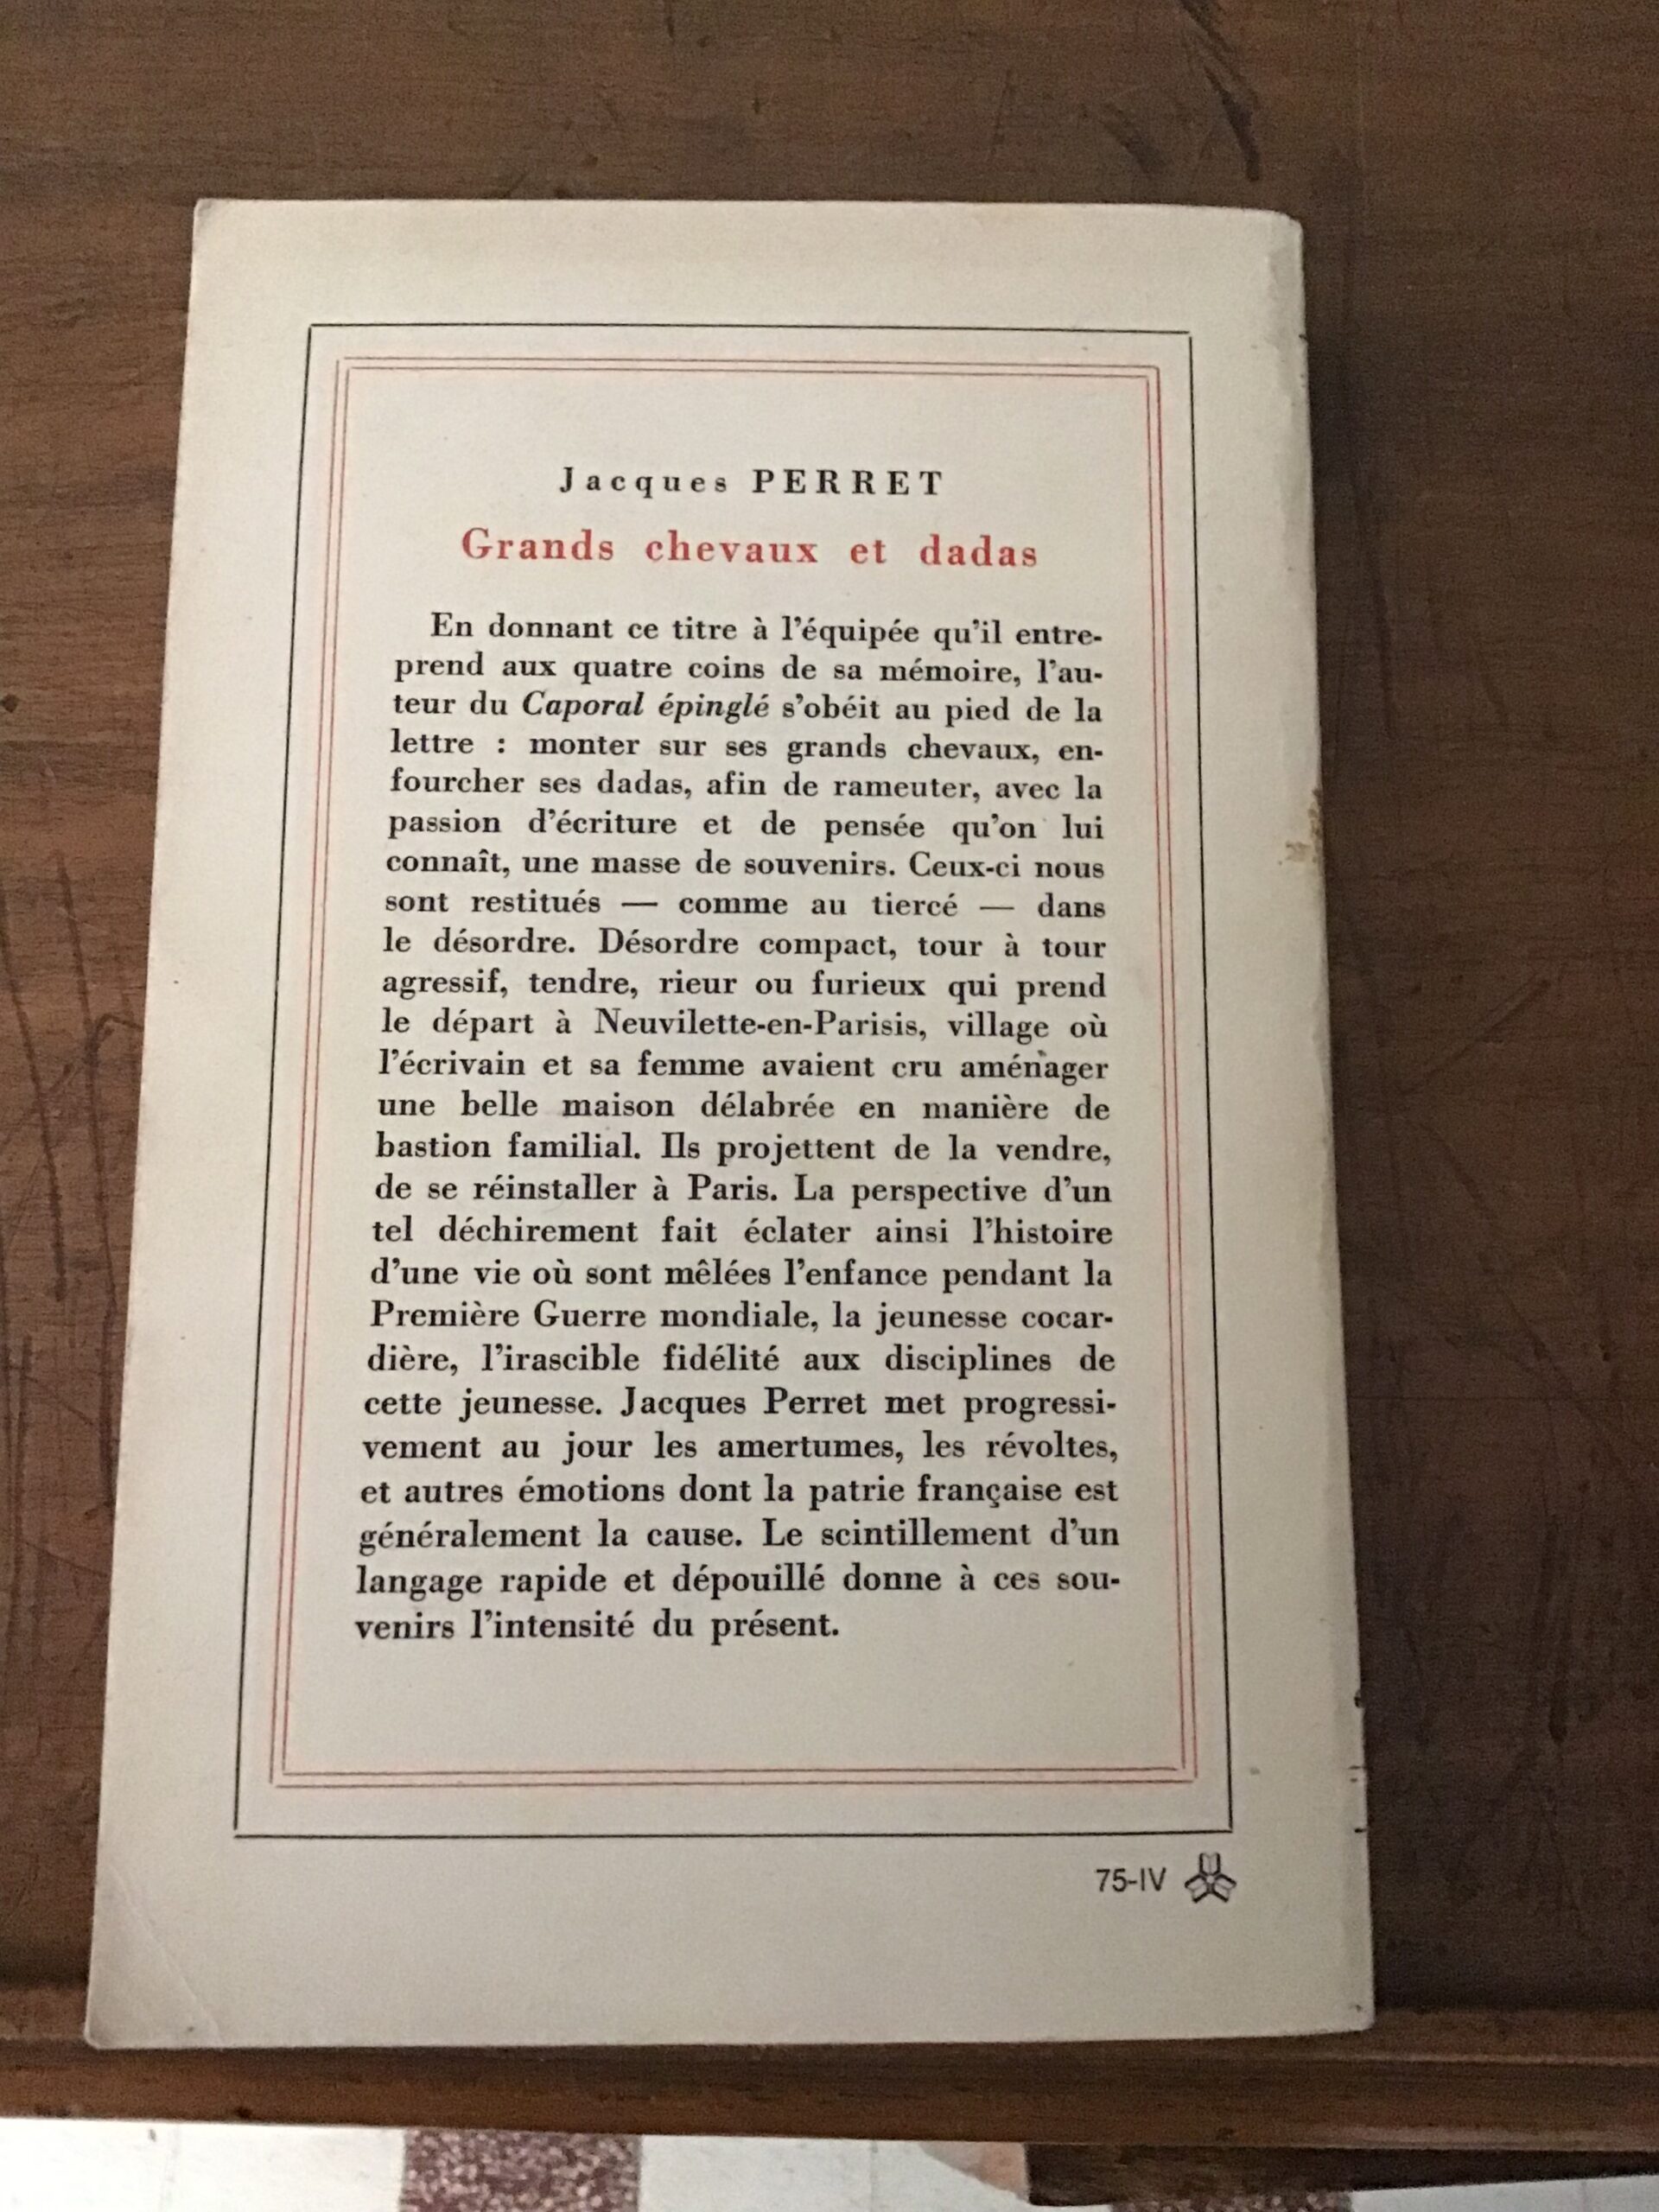 Jacques PERRET
Grands chevaux et dadas
En donnant ce titre à l'équipée qu'il entre-
prend aux quatre coins de sa mémoire, l'au-
teur du Caporal épinglé s'obéit au pied de la
lettre : monter sur ses grands chevaux, en-
fourcher ses dadas, afin de rameuter, avec la
passion d'écriture et de pensée qu'on lui
connaît, une masse de souvenirs. Ceux-ci nous
sont restitués — comme au tiercé — dans
le désordre. Désordre compact, tour à tour
agressif, tendre, rieur ou furieux qui prend
le départ à Neuvilette-en-Parisis, village où
l'écrivain et sa femme avaient cru aménager
une belle maison délabrée en manière de
bastion familial. Ils projettent de la vendre,
de se réinstaller à Paris. La perspective d'un
tel déchirement fait éclater ainsi l'histoire
d'une vie où sont mêlées l'enfance pendant la
Première Guerre mondiale, la jeunesse cocar-
dière, l'irascible fidélité aux disciplines de
cette jeunesse. Jacques Perret met progressi-
vement au jour les amertumes, les révoltes,
et autres émotions dont la patrie française est
généralement la cause. Le scintillement d'un
langage rapide et dépouillé donne à ces sou-
venirs l'intensité du présent.
75-IV